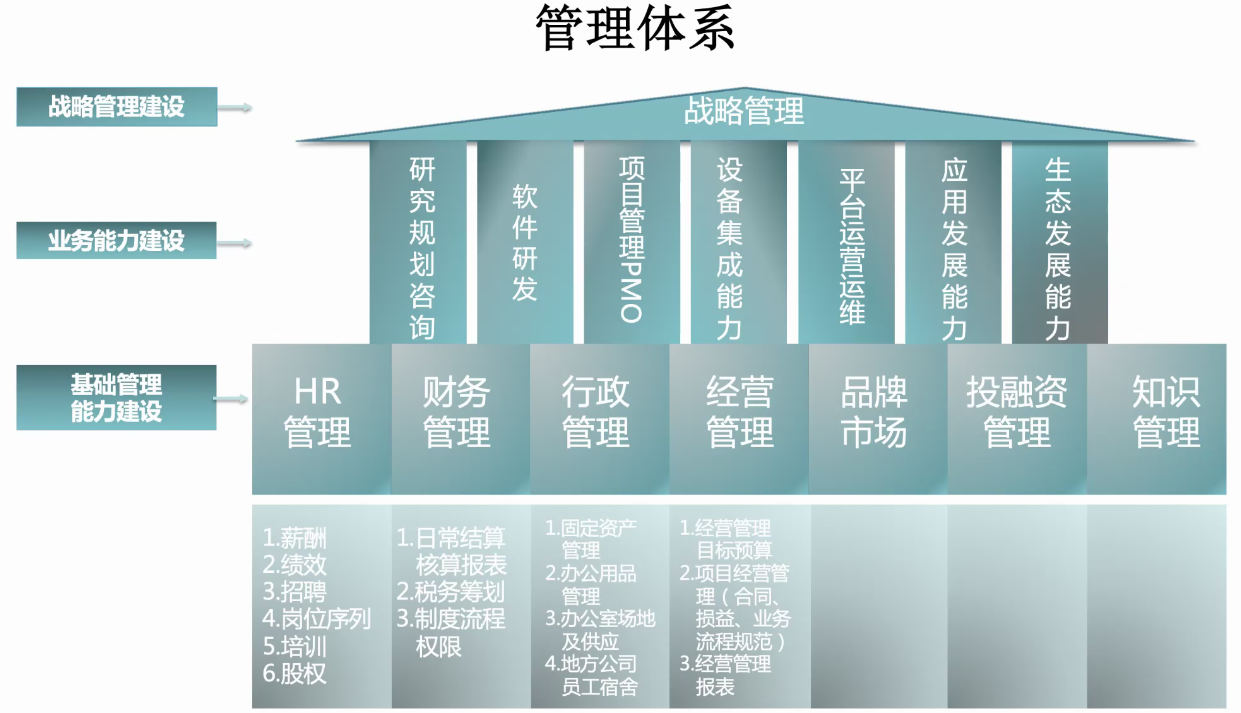 管理体系
战略管理建设
战略管理
业务能力建设
研究规划咨询
软件研发
项目管理PMO
设备集成能力
平台运营运维
应用发展能力
生态发展能力
基础管理
能力建设
HR
管理
财务
管理
行政
管理
经营
管理
品牌
市场
投融资
管理
知识
管理
1.薪酬
2.绩效
3.招聘
4.岗位序列
5.培训
6.股权
1.日常结算
核算报表
2.税务筹划
3.制度流程
权限
1.固定资产
管理
2.办公用品
管理
3.办公室场地
及供应
4.地方公司
员工宿舍
1.经营管理
目标预算
2.项目经营管
理（合同、
损益、业务
流程规范）
3.经营管理
报表